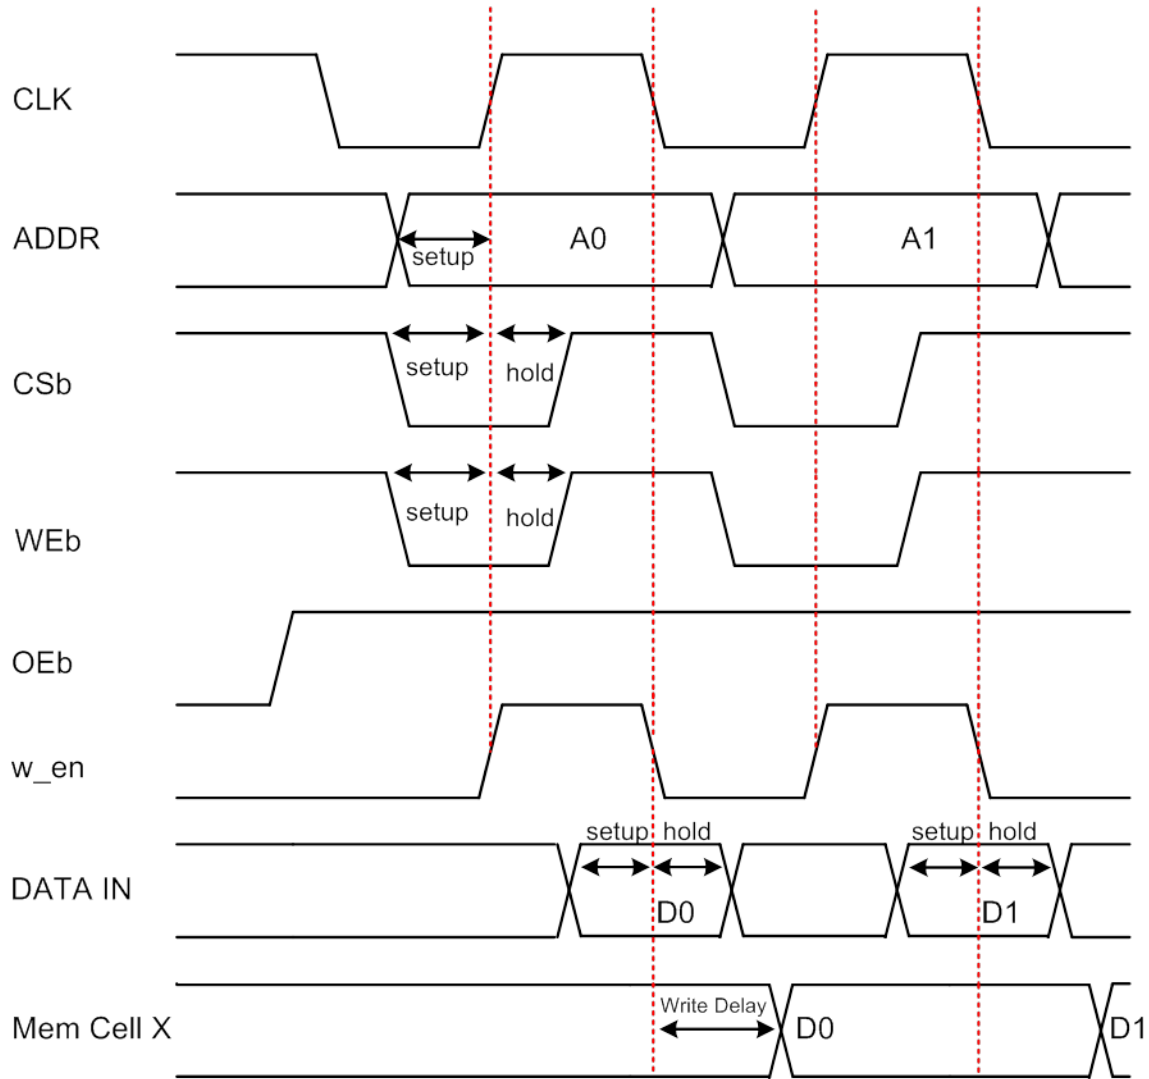 CLK
ADDR
setup
A0
A1
CSb
setup
hold
WEb
setup
hold
OEb
w_en
DATA IN
setup hold
D0
setup hold
D1
Mem Cell X
Write Delay
D0
D1